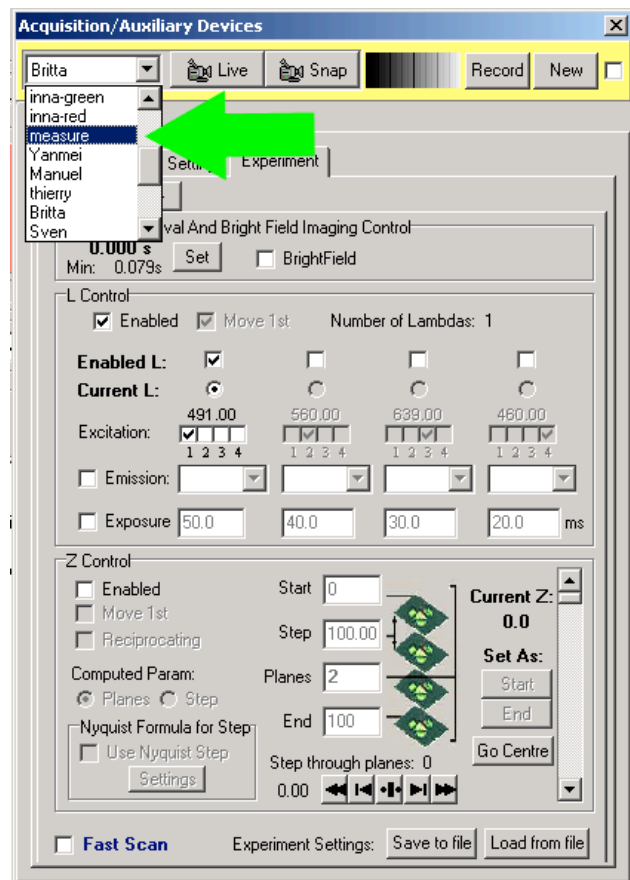 Acquisition/Auxiliary Devices
Britta Live Snap Record New
inna-green
inna-red
measure
Yanmei
Manuel
thierry
Britta
Sven
Experiment
val And Bright Field Imaging Control
0.000 s
Min: 0.079s Set BrightField
L Control
Enabled Move 1st Number of Lambdas: 1
Enabled L:
Current L:
491.00 560.00 639.00 460.00
Excitation:
1 2 3 4 1 2 3 4 1 2 3 4 1 2 3 4
Emission:
Exposure 50.0 40.0 30.0 20.0 ms
Z Control
Enabled Start 0 Current Z:
Move 1st 0.0
Reciprocating Step 100.00 Set As:
Computed Param: Planes 2 Start
Planes Step
Nyquist Formula for Step End 100 End
Use Nyquist Step Go Centre
Settings Step through planes: 0
0.00
Fast Scan Experiment Settings: Save to file Load from file